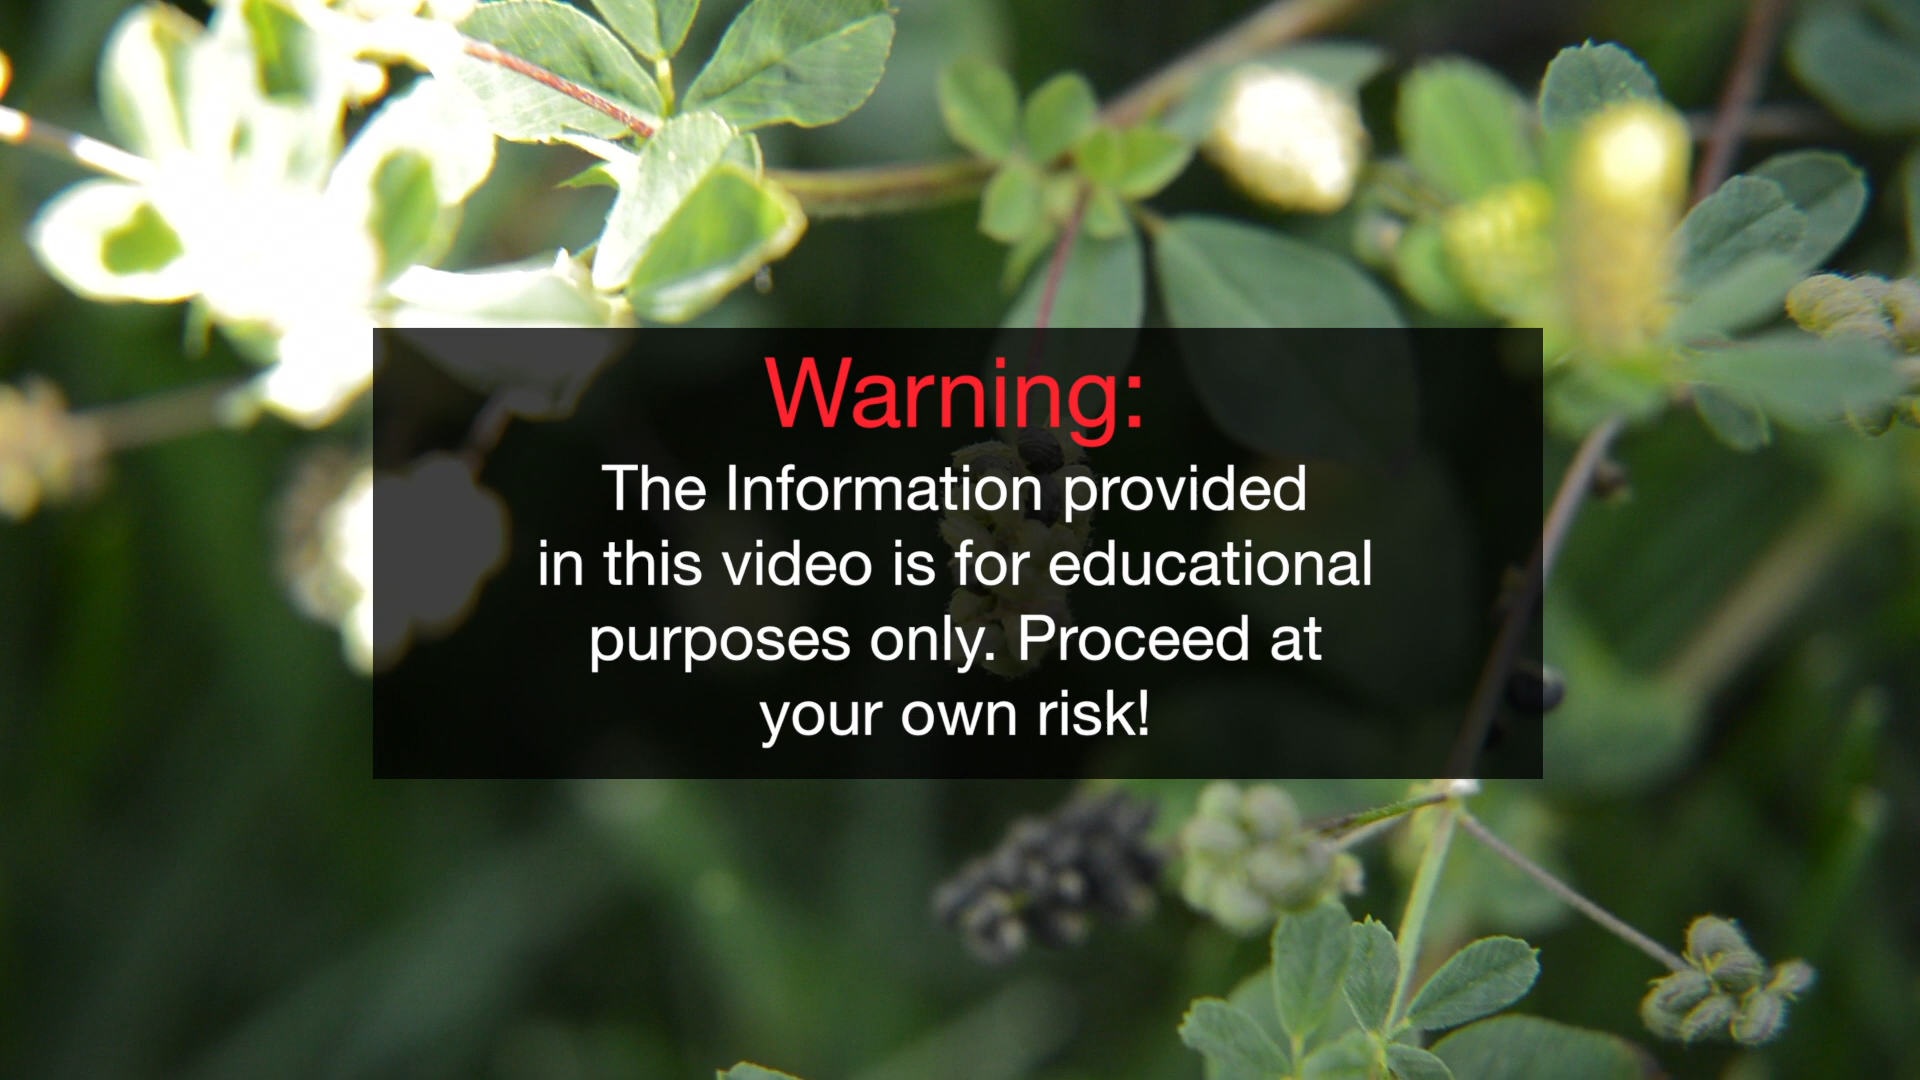 Warning:
The Information provided
in this video is for educational
purposes only. Proceed at
your own risk!